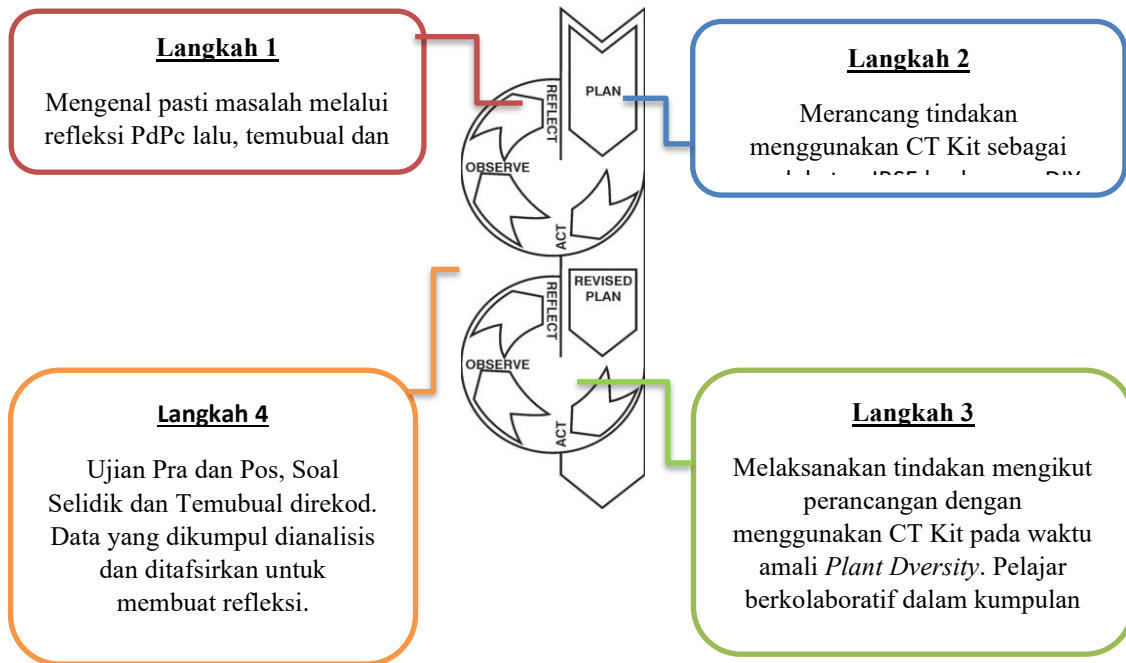 Langkah 1
Mengenal pasti masalah melalui
refleksi PdPc lalu, temubual dan
Langkah 2
Merancang tindakan
menggunakan CT Kit sebagai
PLAN
REFLECT
OBSERVE
ACT
REVISED
PLAN
REFLECT
OBSERVE
ACT
Langkah 4
Ujian Pra dan Pos, Soal
Selidik dan Temubual direkod.
Data yang dikumpul dianalisis
dan ditafsirkan untuk
membuat refleksi.
Langkah 3
Melaksanakan tindakan mengikut
perancangan dengan
menggunakan CT Kit pada waktu
amali Plant Dversity. Pelajar
berkolaboratif dalam kumpulan